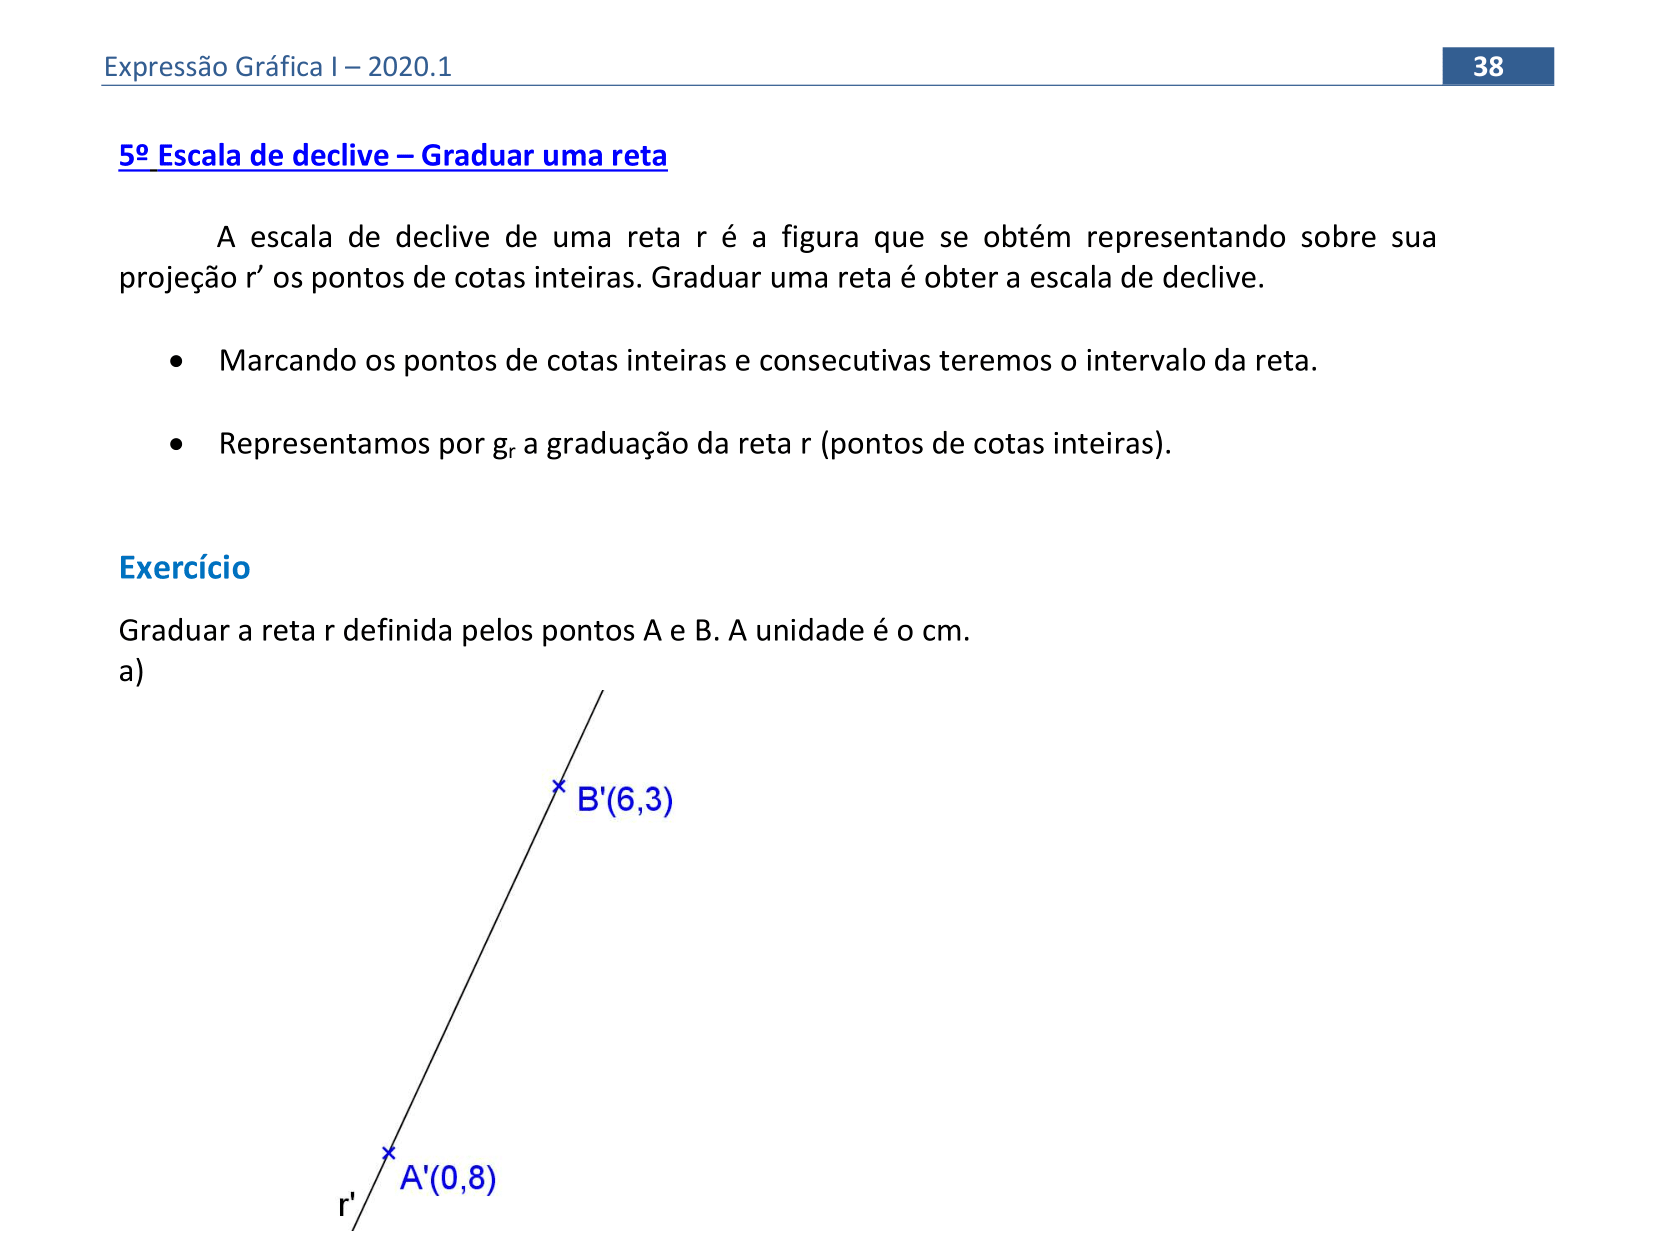 Expressão Gráfica I – 2020.1
38
5º Escala de declive – Graduar uma reta
A escala de declive de uma reta r é a figura que se obtém representando sobre sua
projeção r’ os pontos de cotas inteiras. Graduar uma reta é obter a escala de declive.
• Marcando os pontos de cotas inteiras e consecutivas teremos o intervalo da reta.
• Representamos por gr a graduação da reta r (pontos de cotas inteiras).
Exercício
Graduar a reta r definida pelos pontos A e B. A unidade é o cm.
a)
B'(6,3)
A'(0,8)
r'